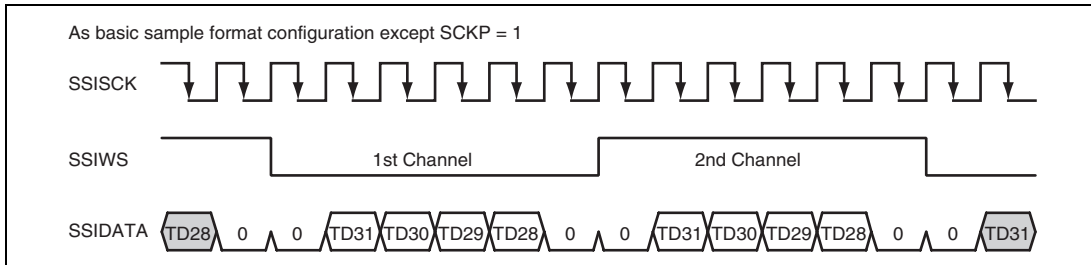 As basic sample format configuration except SCKP = 1
SSISCK
SSIWS 1st Channel 2nd Channel
SSIDATA TD28 0 0 TD31 TD30 TD29 TD28 0 0 TD31 TD30 TD29 TD28 0 0 TD31